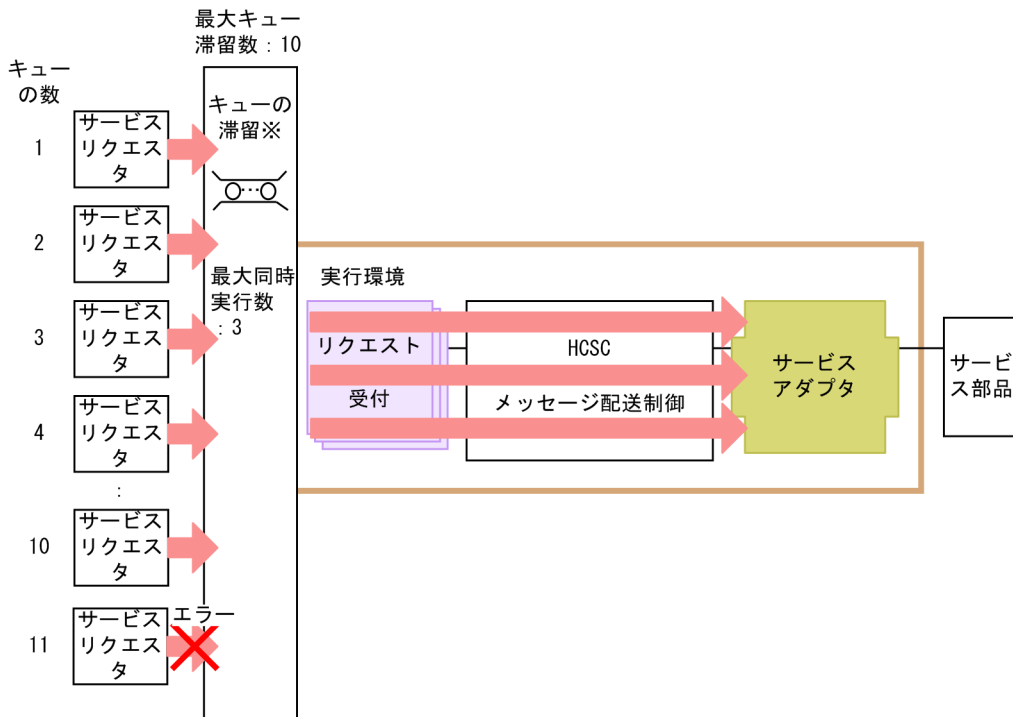 最大キュー
滞留数：10
キュー
の数
キューの
滞留※
1
サービス
リクエス
タ
2
サービス
リクエス
タ
3
サービス
リクエス
タ
4
サービス
リクエス
タ
：
10
サービス
リクエス
タ
11
サービス
リクエス
タ
エラー
最大同時
実行数
：3
実行環境
リクエスト
受付
HCSC
メッセージ配送制御
サービス
アダプタ
サービ
ス部品